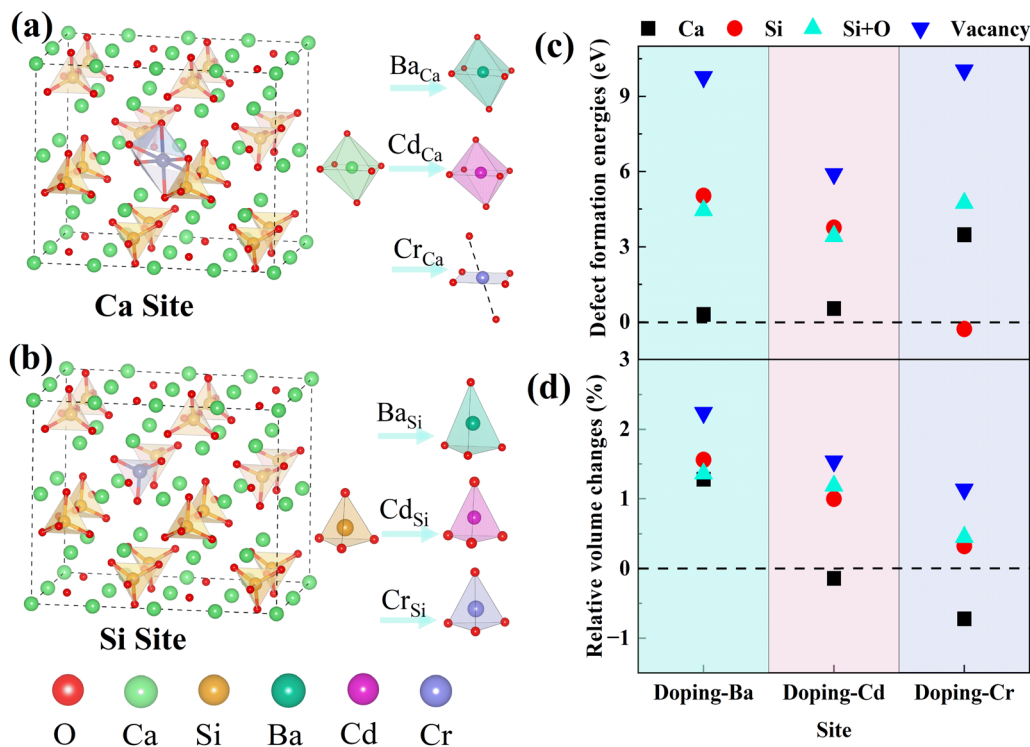 (a)
Ba_Ca
Cd_Ca
Cr_Ca
Ca Site
(b)
Ba_Si
Cd_Si
Cr_Si
Si Site
O Ca Si Ba Cd Cr
Ca Si Si+O Vacancy
(c)
Defect formation energies (eV)
9
6
3
0
3
(d)
Relative volume changes (%)
2
1
0
−1
Doping-Ba Doping-Cd Doping-Cr
Site